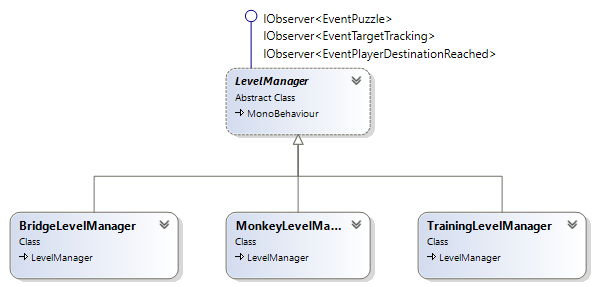 IObserver<EventPuzzle>
IObserver<EventTargetTracking>
IObserver<EventPlayerDestinationReached>
LevelManager
Abstract Class
MonoBehaviour
BridgeLevelManager
Class
LevelManager
MonkeyLevelMa...
Class
LevelManager
TrainingLevelManager
Class
LevelManager